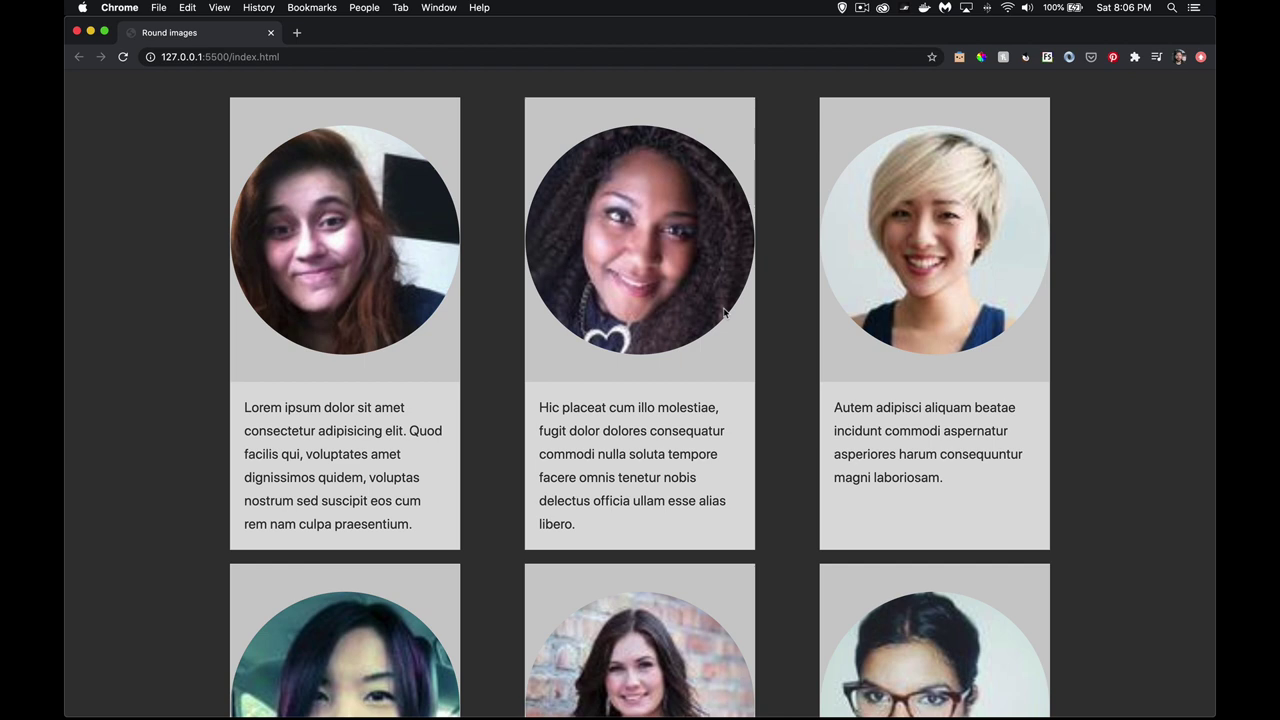 Chrome File Edit View History Bookmarks People Tab Window Help 100% Sat 8:06 PM
Round images
127.0.0.1:5500/index.html
Lorem ipsum dolor sit amet
consectetur adipisicing elit. Quod
facilis qui, voluptates amet
dignissimos quidem, voluptas
nostrum sed suscipit eos cum
rem nam culpa praesentium.
Hic placeat cum illo molestiae,
fugit dolor dolores consequatur
commodi nulla soluta tempore
facere omnis tenetur nobis
delectus officia ullam esse alias
libero.
Autem adipisci aliquam beatae
incidunt commodi aspernatur
asperiores harum consequuntur
magni laboriosam.